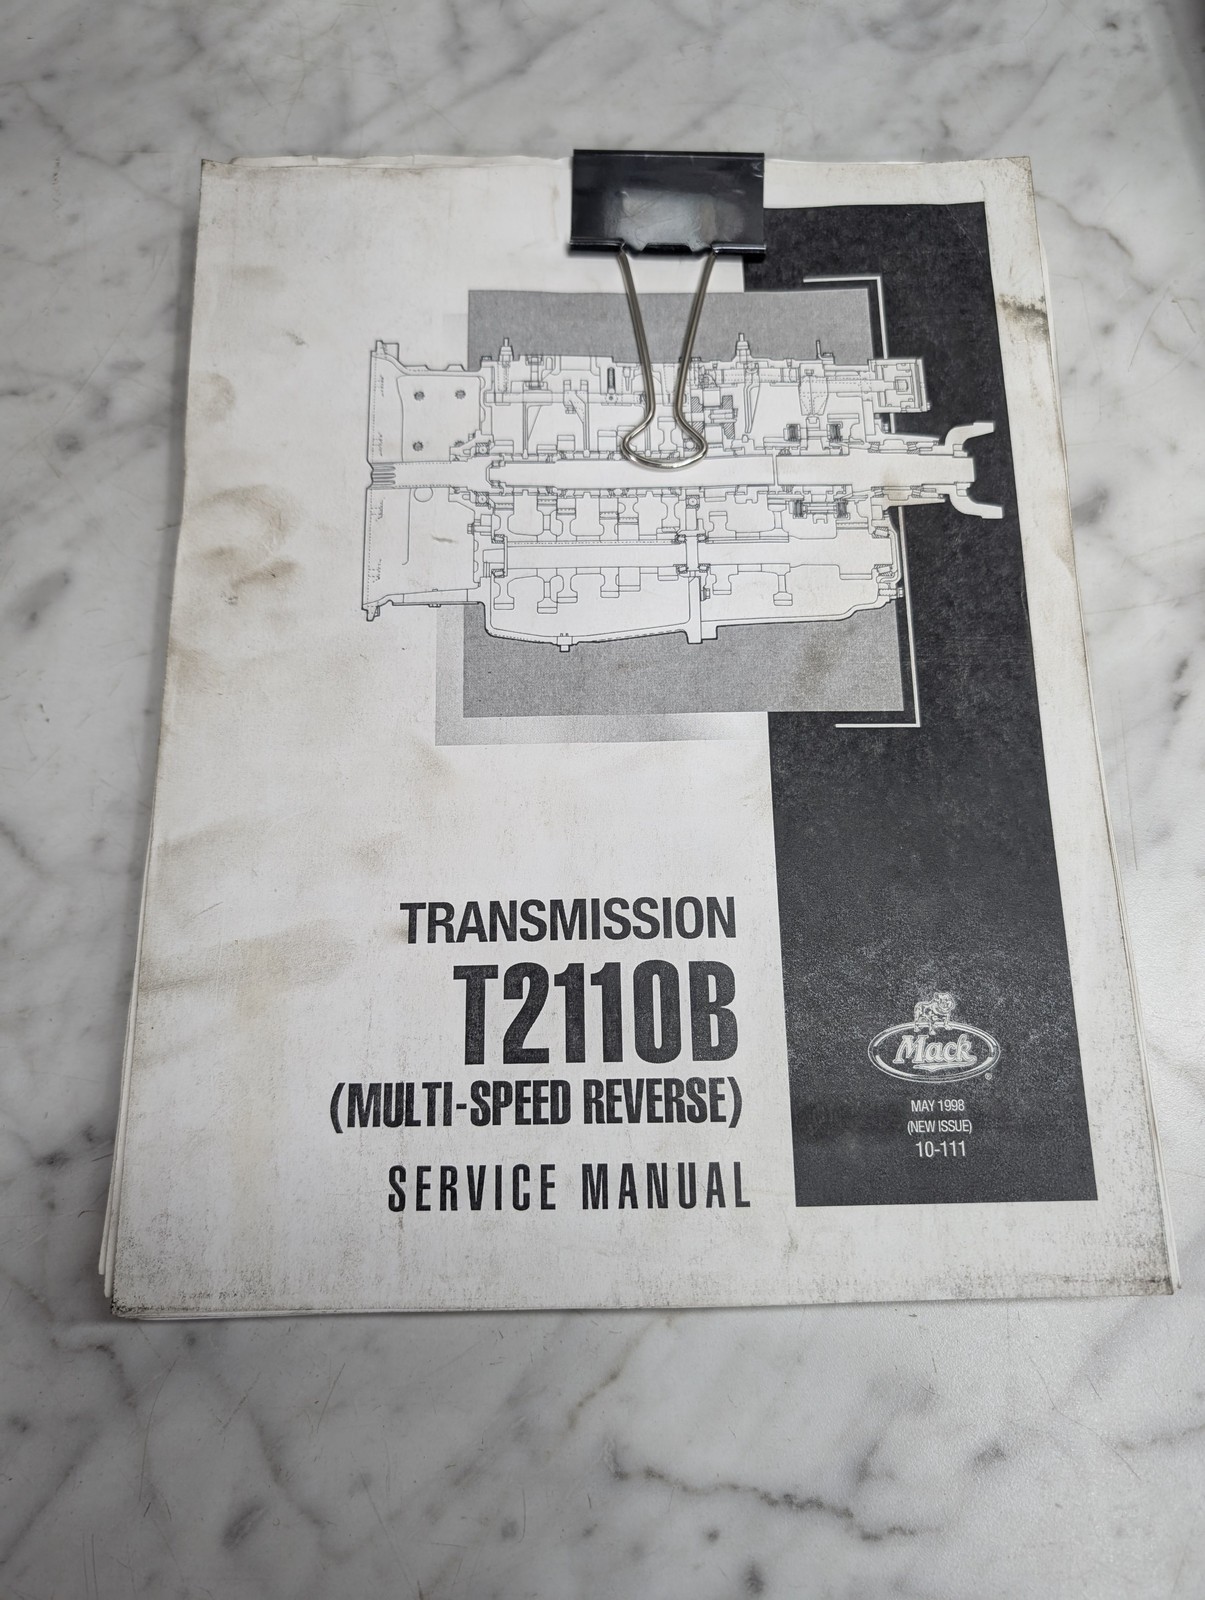 TRANSMISSION
T2110B
(MULTI-SPEED REVERSE)
SERVICE MANUAL
Mack
®
MAY 1998
(NEW ISSUE)
10-111